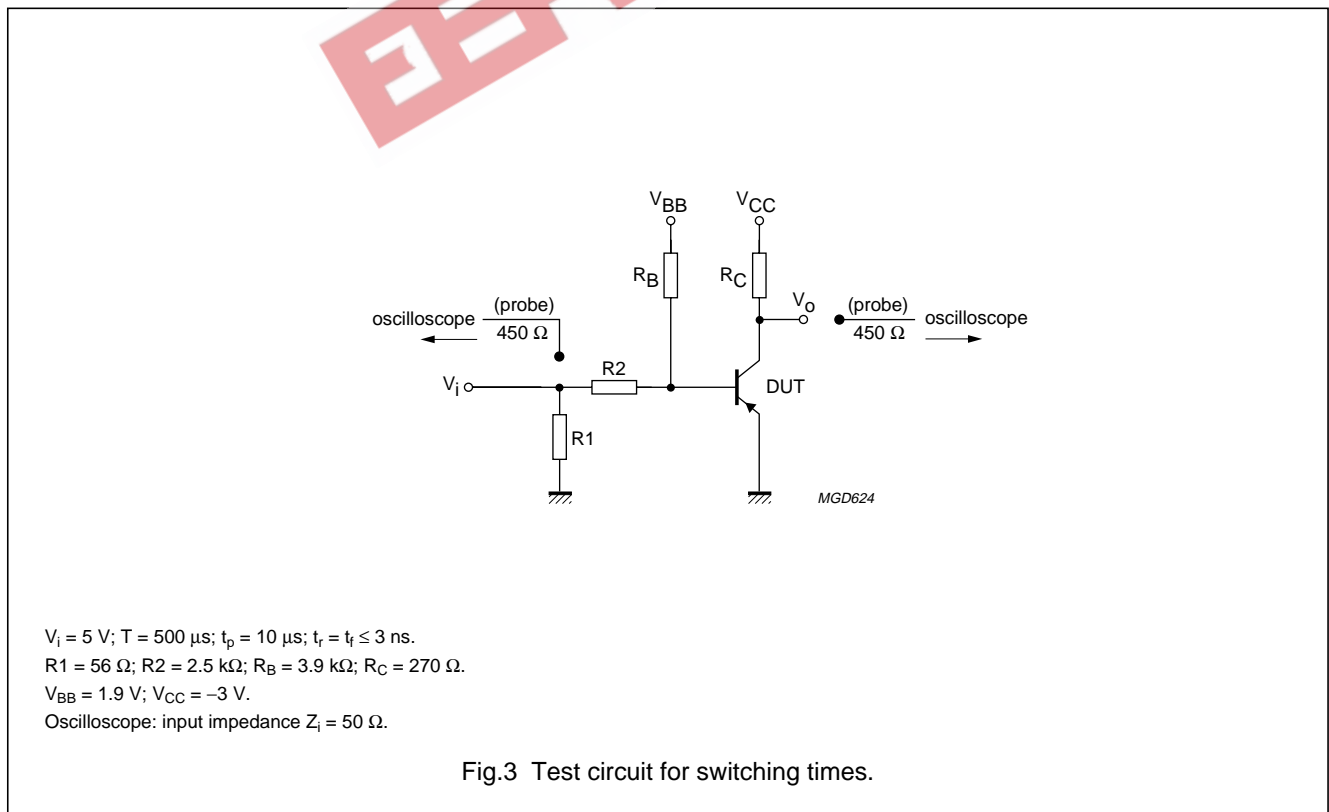 V_BB V_CC
R_B R_C
V_o
(probe) (probe)
oscilloscope 450 Ω 450 Ω oscilloscope
R2
V_i DUT
R1
MGD624
V_i = 5 V; T = 500 µs; t_p = 10 µs; t_r = t_f ≤ 3 ns.
R1 = 56 Ω; R2 = 2.5 kΩ; R_B = 3.9 kΩ; R_C = 270 Ω.
V_BB = 1.9 V; V_CC = −3 V.
Oscilloscope: input impedance Z_i = 50 Ω.
Fig.3 Test circuit for switching times.